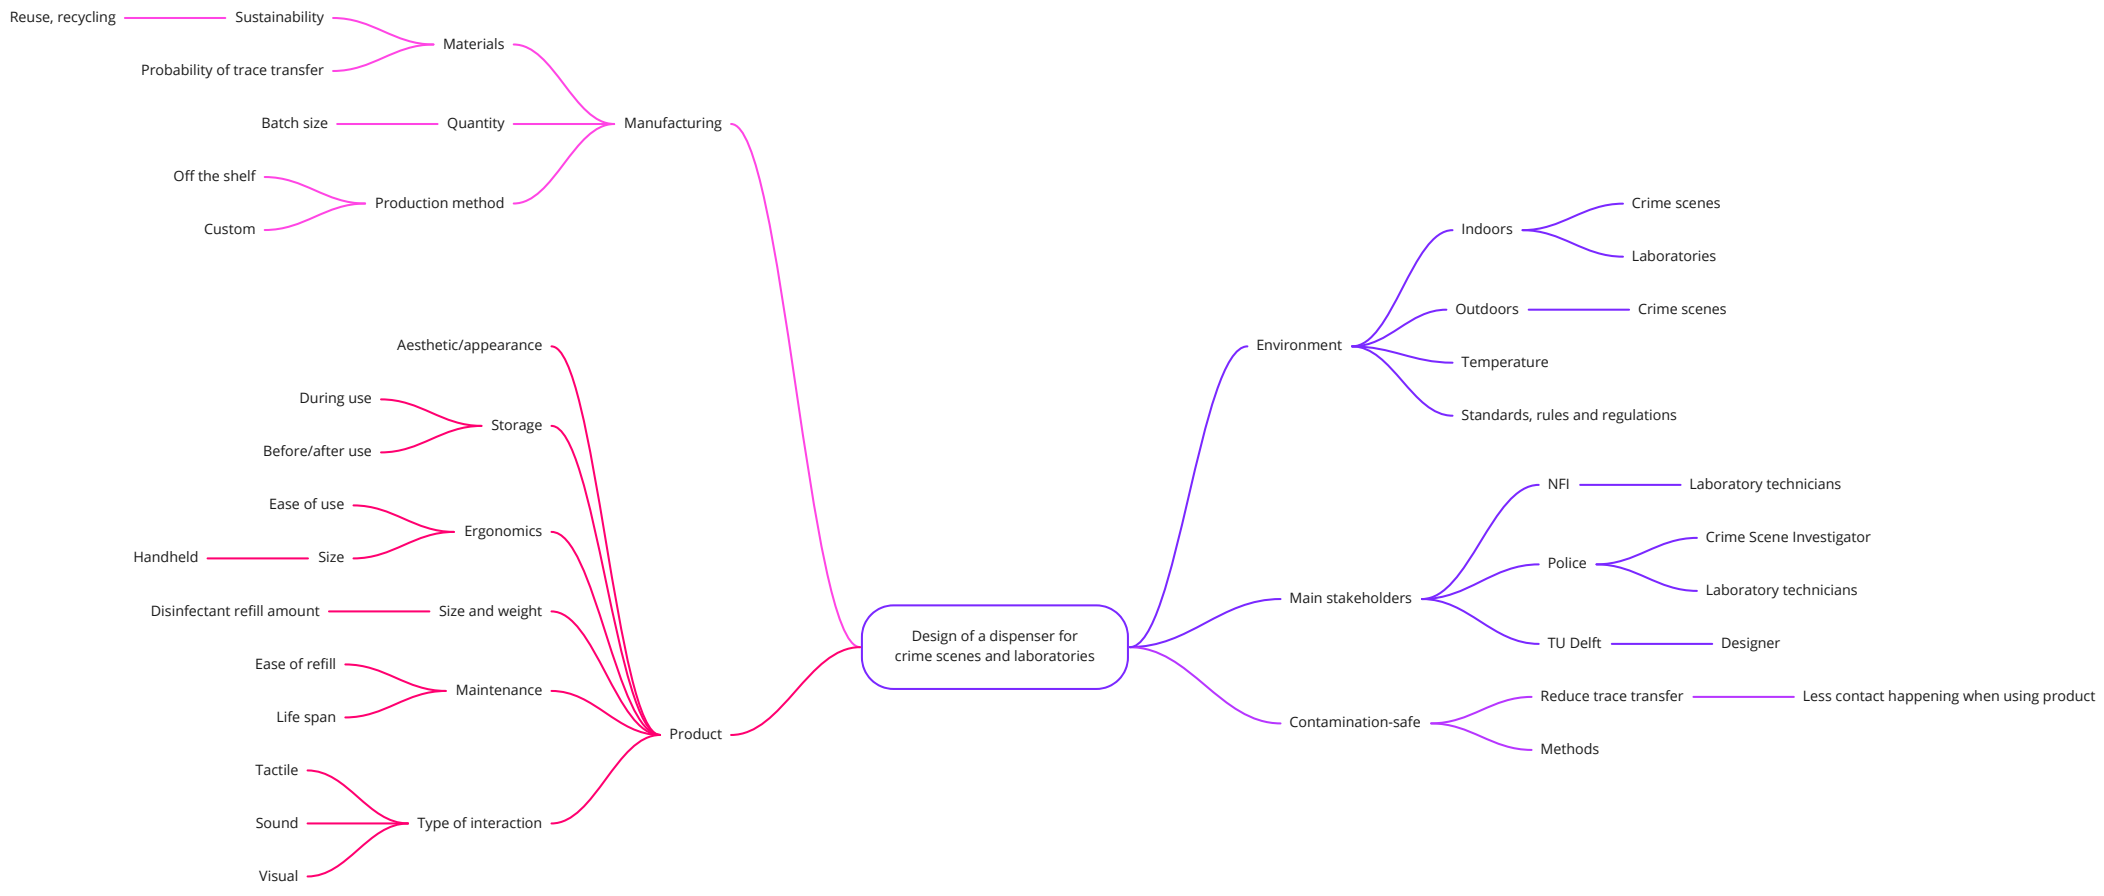 Reuse, recycling
Sustainability
Materials
Probability of trace transfer
Batch size
Quantity
Manufacturing
Off the shelf
Production method
Custom
Aesthetic/appearance
During use
Storage
Before/after use
Ease of use
Ergonomics
Handheld
Size
Disinfectant refill amount
Size and weight
Ease of refill
Maintenance
Life span
Product
Tactile
Sound
Type of interaction
Visual
Design of a dispenser for
crime scenes and laboratories
Environment
Indoors
Crime scenes
Laboratories
Outdoors
Crime scenes
Temperature
Standards, rules and regulations
Main stakeholders
NFI
Laboratory technicians
Police
Crime Scene Investigator
Laboratory technicians
TU Delft
Designer
Contamination-safe
Reduce trace transfer
Less contact happening when using product
Methods